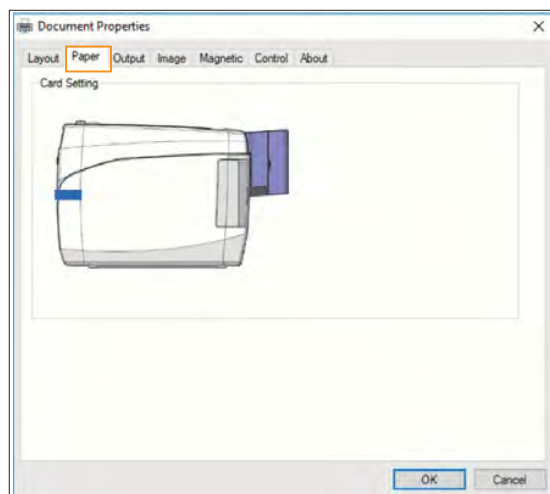 Document Properties
Layout Paper Output Image Magnetic Control About
Card Setting
OK Cancel